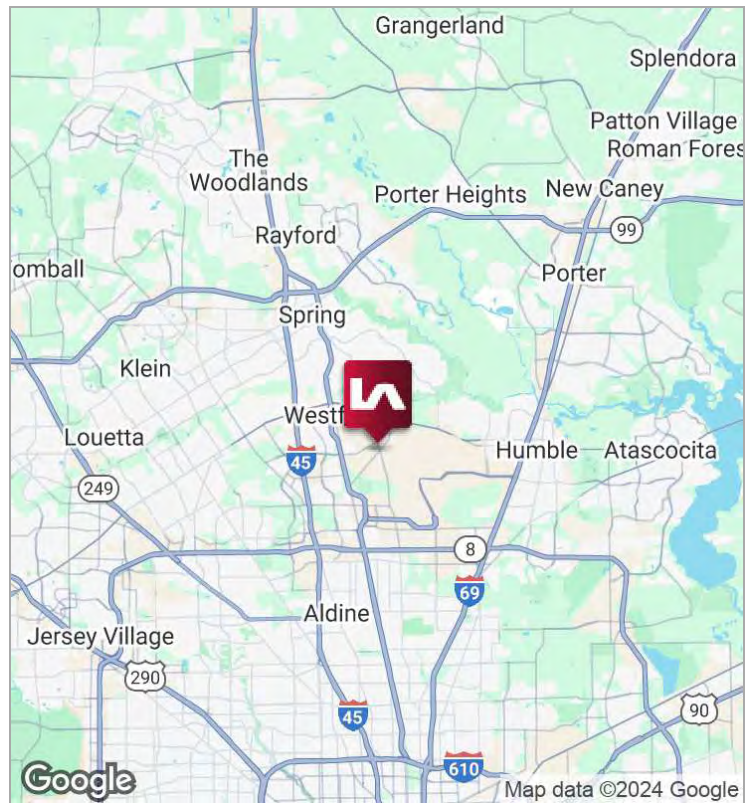 Grangerland
Splendora
Patton Village
Roman Fores
The
Woodlands
Porter Heights
New Caney
99
Rayford
omball
Porter
Spring
Klein
Westf
Louetta
45
Humble
Atascocita
249
8
69
Aldine
Jersey Village
290
45
90
610
Google
Map data ©2024 Google